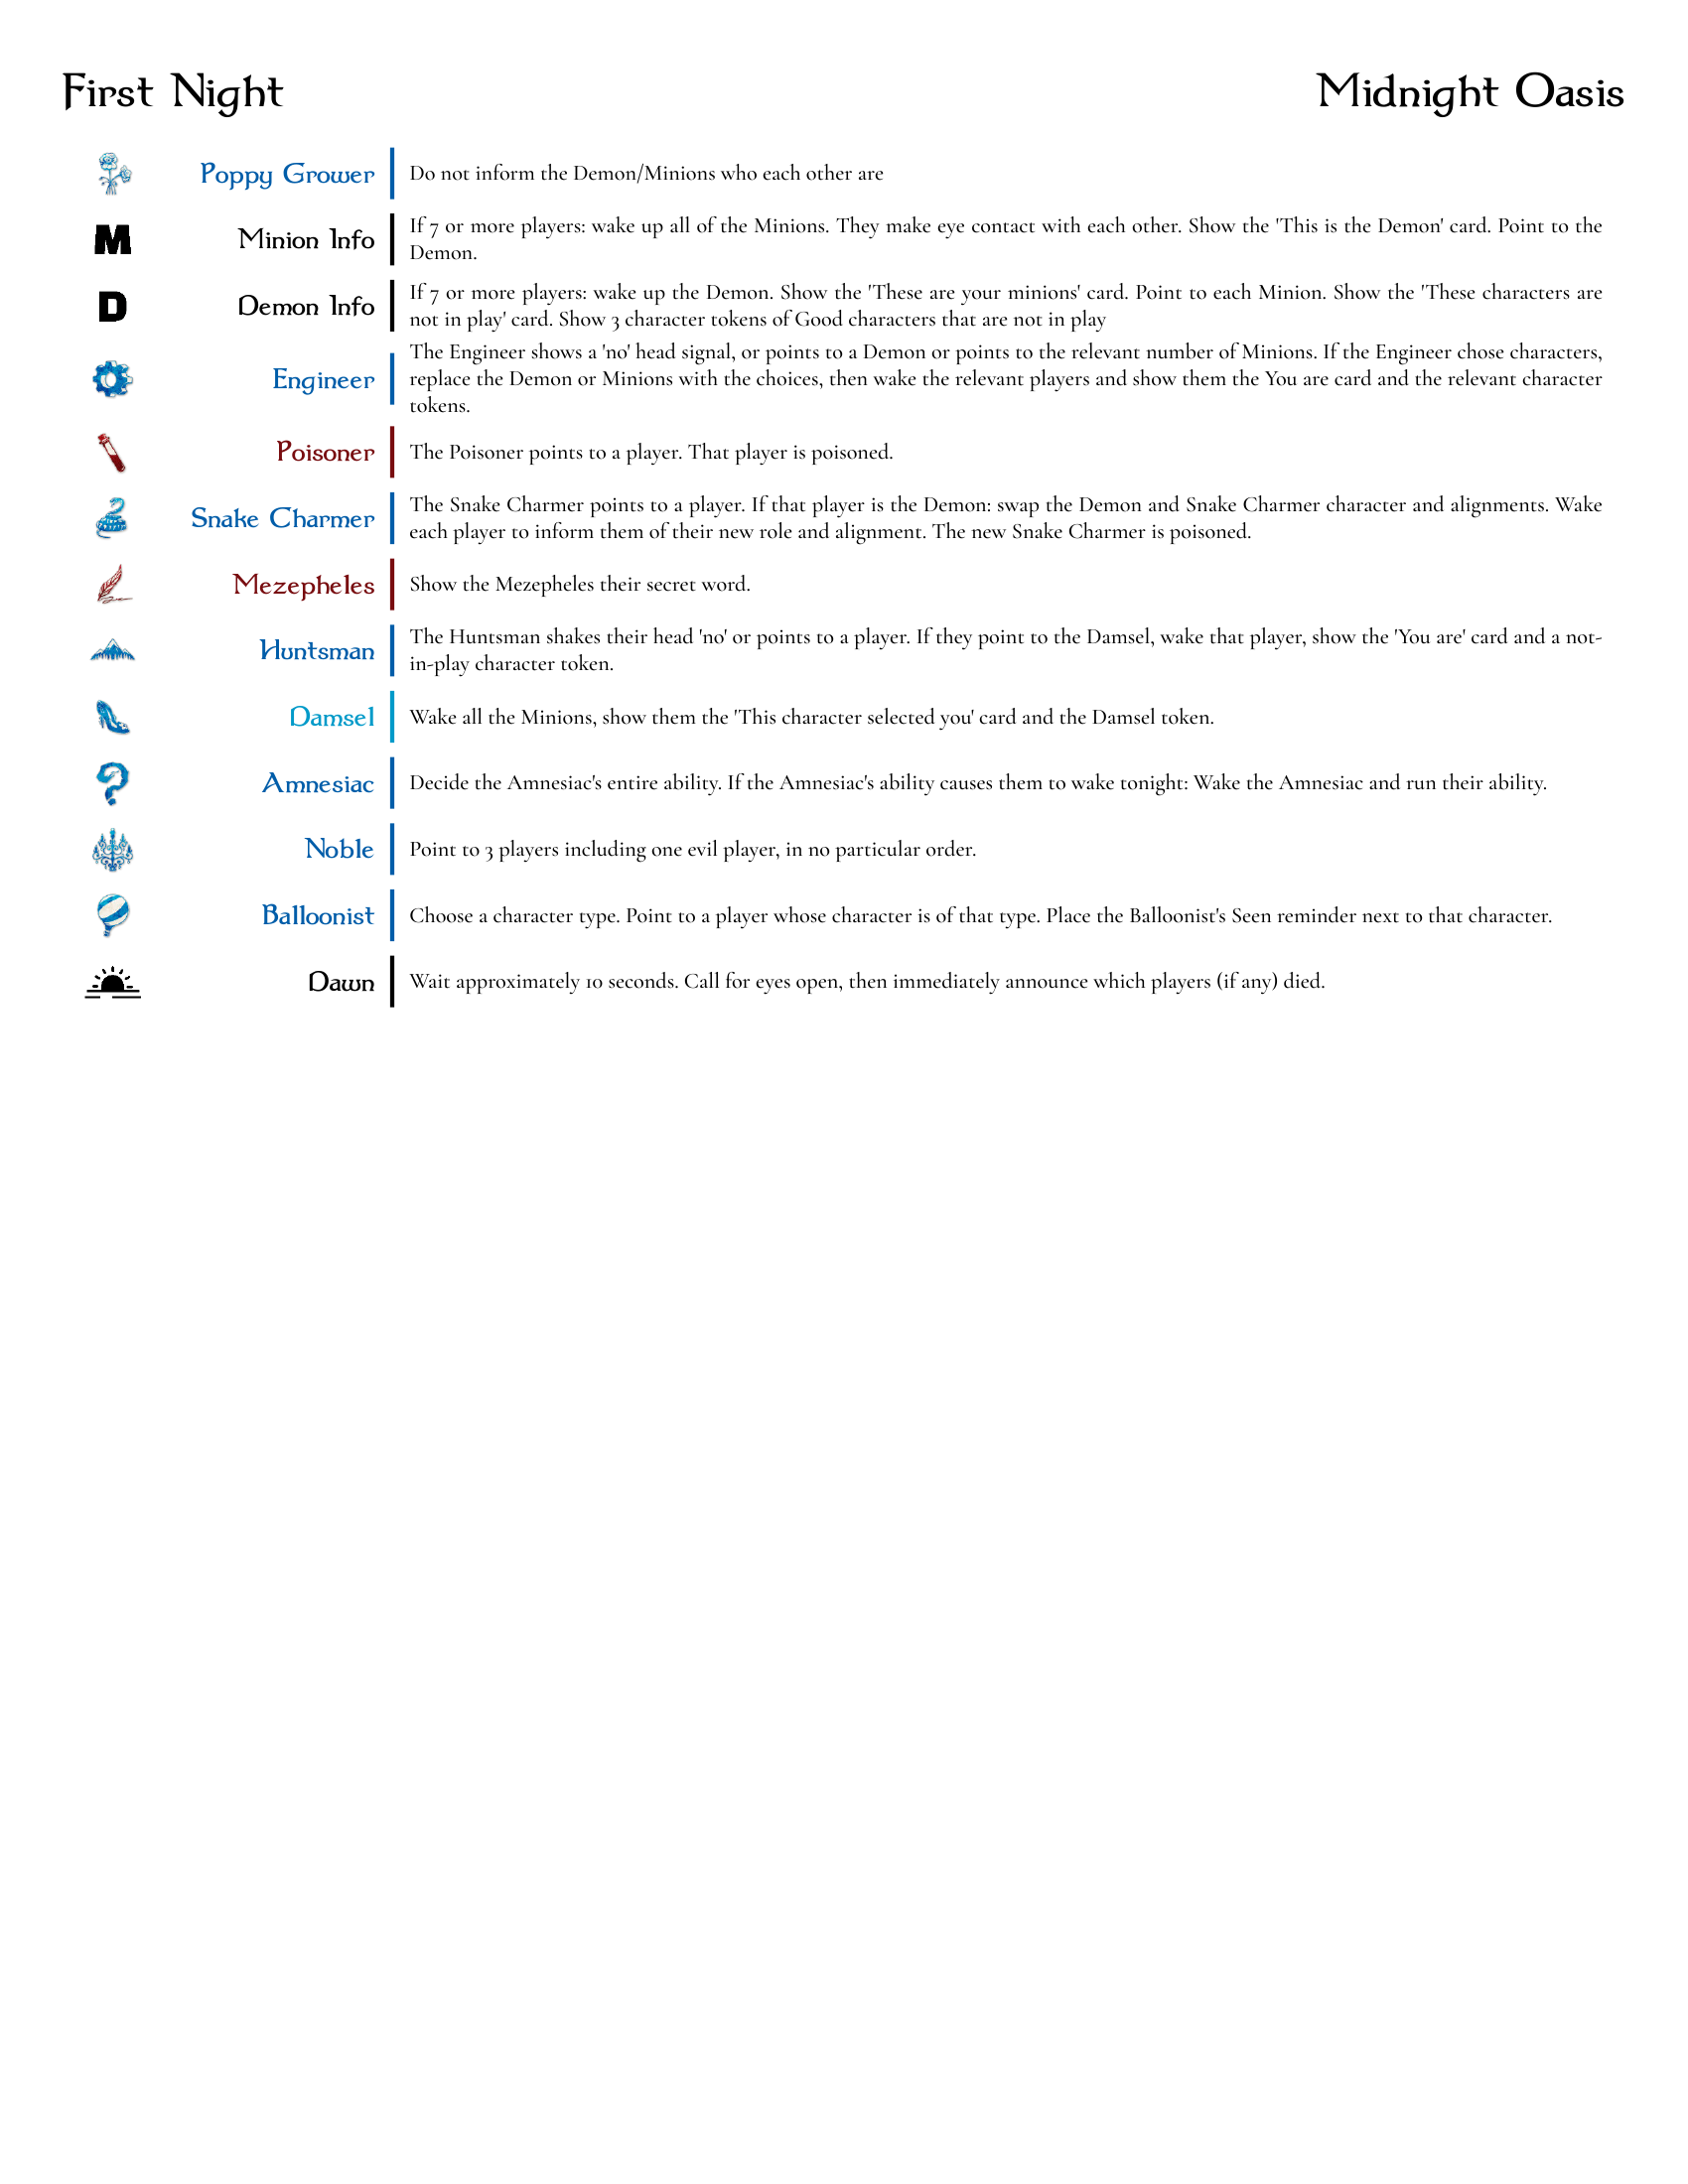 First Night
Midnight Oasis
Poppy Grower
Do not inform the Demon/Minions who each other are
M
Minion Info
If 7 or more players: wake up all of the Minions. They make eye contact with each other. Show the 'This is the Demon' card. Point to the
Demon.
D
Demon Info
If 7 or more players: wake up the Demon. Show the 'These are your minions' card. Point to each Minion. Show the 'These characters are
not in play' card. Show 3 character tokens of Good characters that are not in play
Engineer
The Engineer shows a 'no' head signal, or points to a Demon or points to the relevant number of Minions. If the Engineer chose characters,
replace the Demon or Minions with the choices, then wake the relevant players and show them the You are card and the relevant character
tokens.
Poisoner
The Poisoner points to a player. That player is poisoned.
Snake Charmer
The Snake Charmer points to a player. If that player is the Demon: swap the Demon and Snake Charmer character and alignments. Wake
each player to inform them of their new role and alignment. The new Snake Charmer is poisoned.
Mezepheles
Show the Mezepheles their secret word.
Huntsman
The Huntsman shakes their head 'no' or points to a player. If they point to the Damsel, wake that player, show the 'You are' card and a not-
in-play character token.
Damsel
Wake all the Minions, show them the 'This character selected you' card and the Damsel token.
Amnesiac
Decide the Amnesiac's entire ability. If the Amnesiac's ability causes them to wake tonight: Wake the Amnesiac and run their ability.
Noble
Point to 3 players including one evil player, in no particular order.
Balloonist
Choose a character type. Point to a player whose character is of that type. Place the Balloonist's Seen reminder next to that character.
Dawn
Wait approximately 10 seconds. Call for eyes open, then immediately announce which players (if any) died.